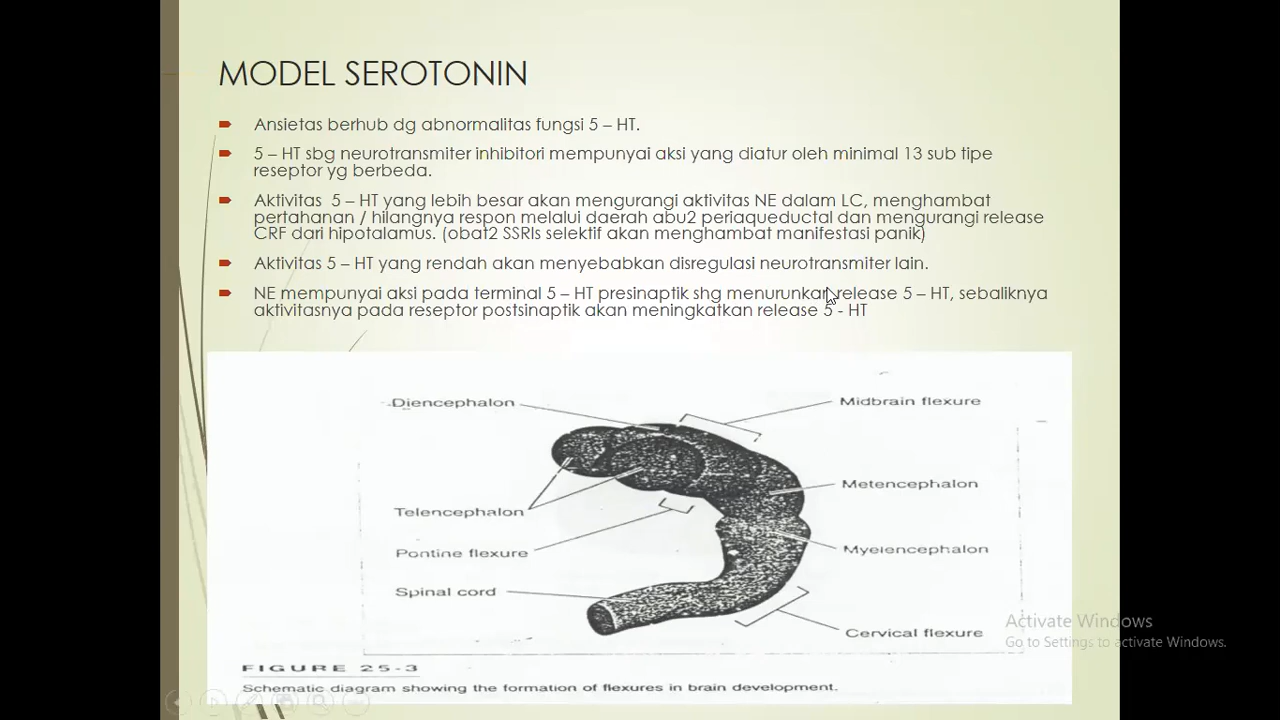 MODEL SEROTONIN
Ansietas berhub dg abnormalitas fungsi 5 – HT.
5 – HT sbg neurotransmiter inhibitori mempunyai aksi yang diatur oleh minimal 13 sub tipe
reseptor yg berbeda.
Aktivitas 5 – HT yang lebih besar akan mengurangi aktivitas NE dalam LC, menghambat
pertahanan / hilangnya respon melalui daerah abu2 periaqueductal dan mengurangi release
CRF dari hipotalamus. (obat2 SSRIs selektif akan menghambat manifestasi panik)
Aktivitas 5 – HT yang rendah akan menyebabkan disregulasi neurotransmiter lain.
NE mempunyai aksi pada terminal 5 – HT presinaptik shg menurunkan release 5 – HT, sebaliknya
aktivitasnya pada reseptor postsinaptik akan meningkatkan release 5 - HT
Diencephalon
Midbrain flexure
Metencephalon
Telencephalon
Pontine flexure
Myelencephalon
Spinal cord
Cervical flexure
FIGURE 25-3
Schematic diagram showing the formation of flexures in brain development.
Activate Windows
Go to Settings to activate Windows.